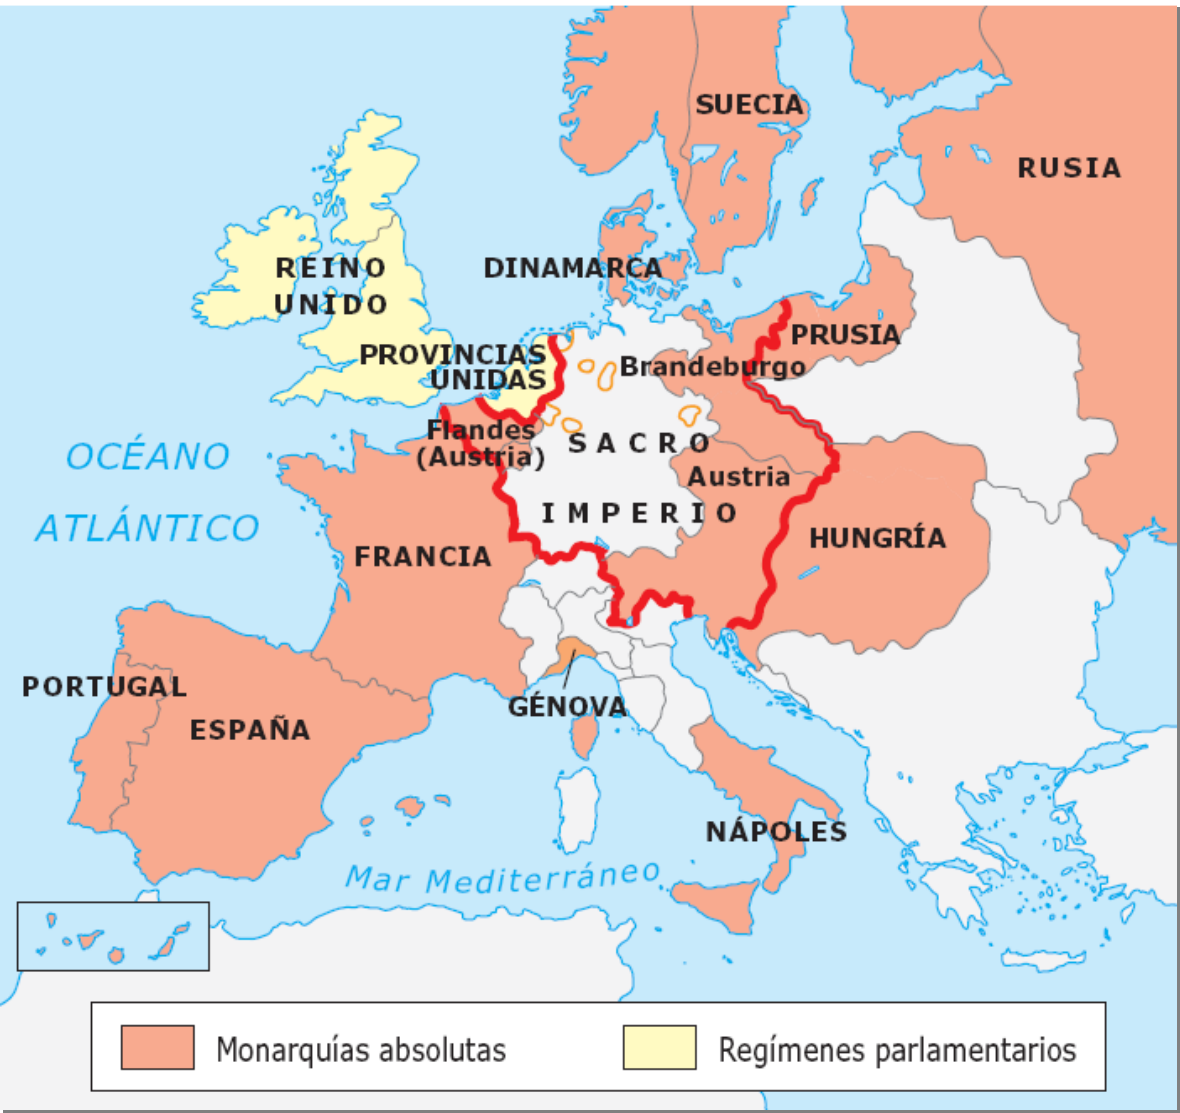 SUECIA
RUSIA
REINO
UNIDO
DINAMARCA
PROVINCIAS
UNIDAS
PRUSIA
Brandeburgo
Flandes
(Austria)
SACRO
IMPERIO
Austria
OCÉANO
ATLÁNTICO
FRANCIA
HUNGRÍA
PORTUGAL
ESPAÑA
GÉNOVA
NÁPOLES
Mar Mediterráneo
Monarquías absolutas
Regímenes parlamentarios